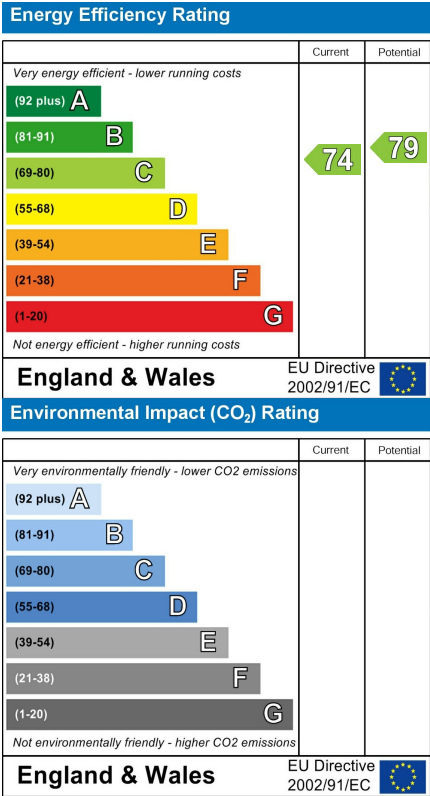 Energy Efficiency Rating
Current Potential
Very energy efficient - lower running costs
(92 plus) A
(81-91) B
(69-80) C
74 79
(55-68) D
(39-54) E
(21-38) F
(1-20) G
Not energy efficient - higher running costs
England & Wales
EU Directive
2002/91/EC
Environmental Impact (CO₂) Rating
Current Potential
Very environmentally friendly - lower CO2 emissions
(92 plus) A
(81-91) B
(69-80) C
(55-68) D
(39-54) E
(21-38) F
(1-20) G
Not environmentally friendly - higher CO2 emissions
England & Wales
EU Directive
2002/91/EC